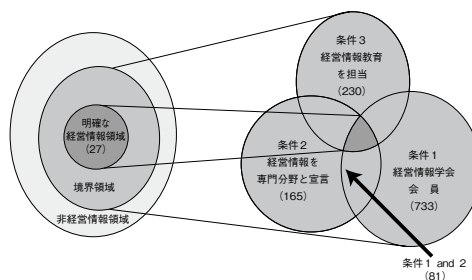 明確な
経営情報領域
(27)
境界領域
非経営情報領域
条件3
経営情報教育
を担当
(230)
条件2
経営情報を
専門分野と宣言
(165)
条件1
経営情報学会
会 員
(733)
条件1 and 2
(81)